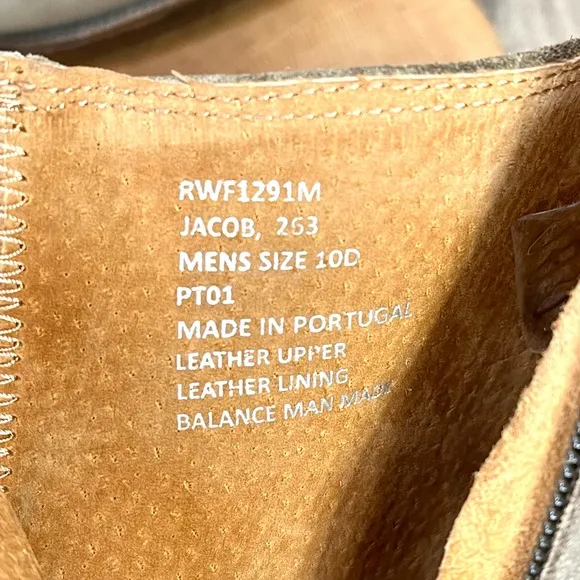 RWF1291M
JACOB, 263
MENS SIZE 10D
PT01
MADE IN PORTUGAL
LEATHER UPPER
LEATHER LINING
BALANCE MAN MADE